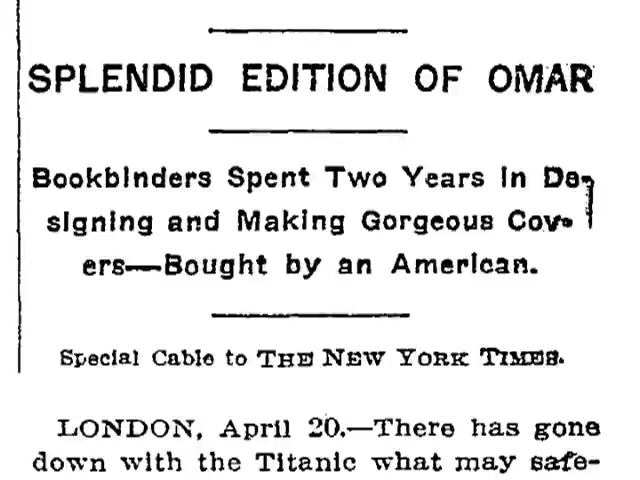 SPLENDID EDITION OF OMAR
Bookbinders Spent Two Years in De-
signing and Making Gorgeous Cov-
ers—Bought by an American.
Special Cable to THE NEW YORK TIMES.
LONDON, April 20.—There has gone
down with the Titanic what may safe-